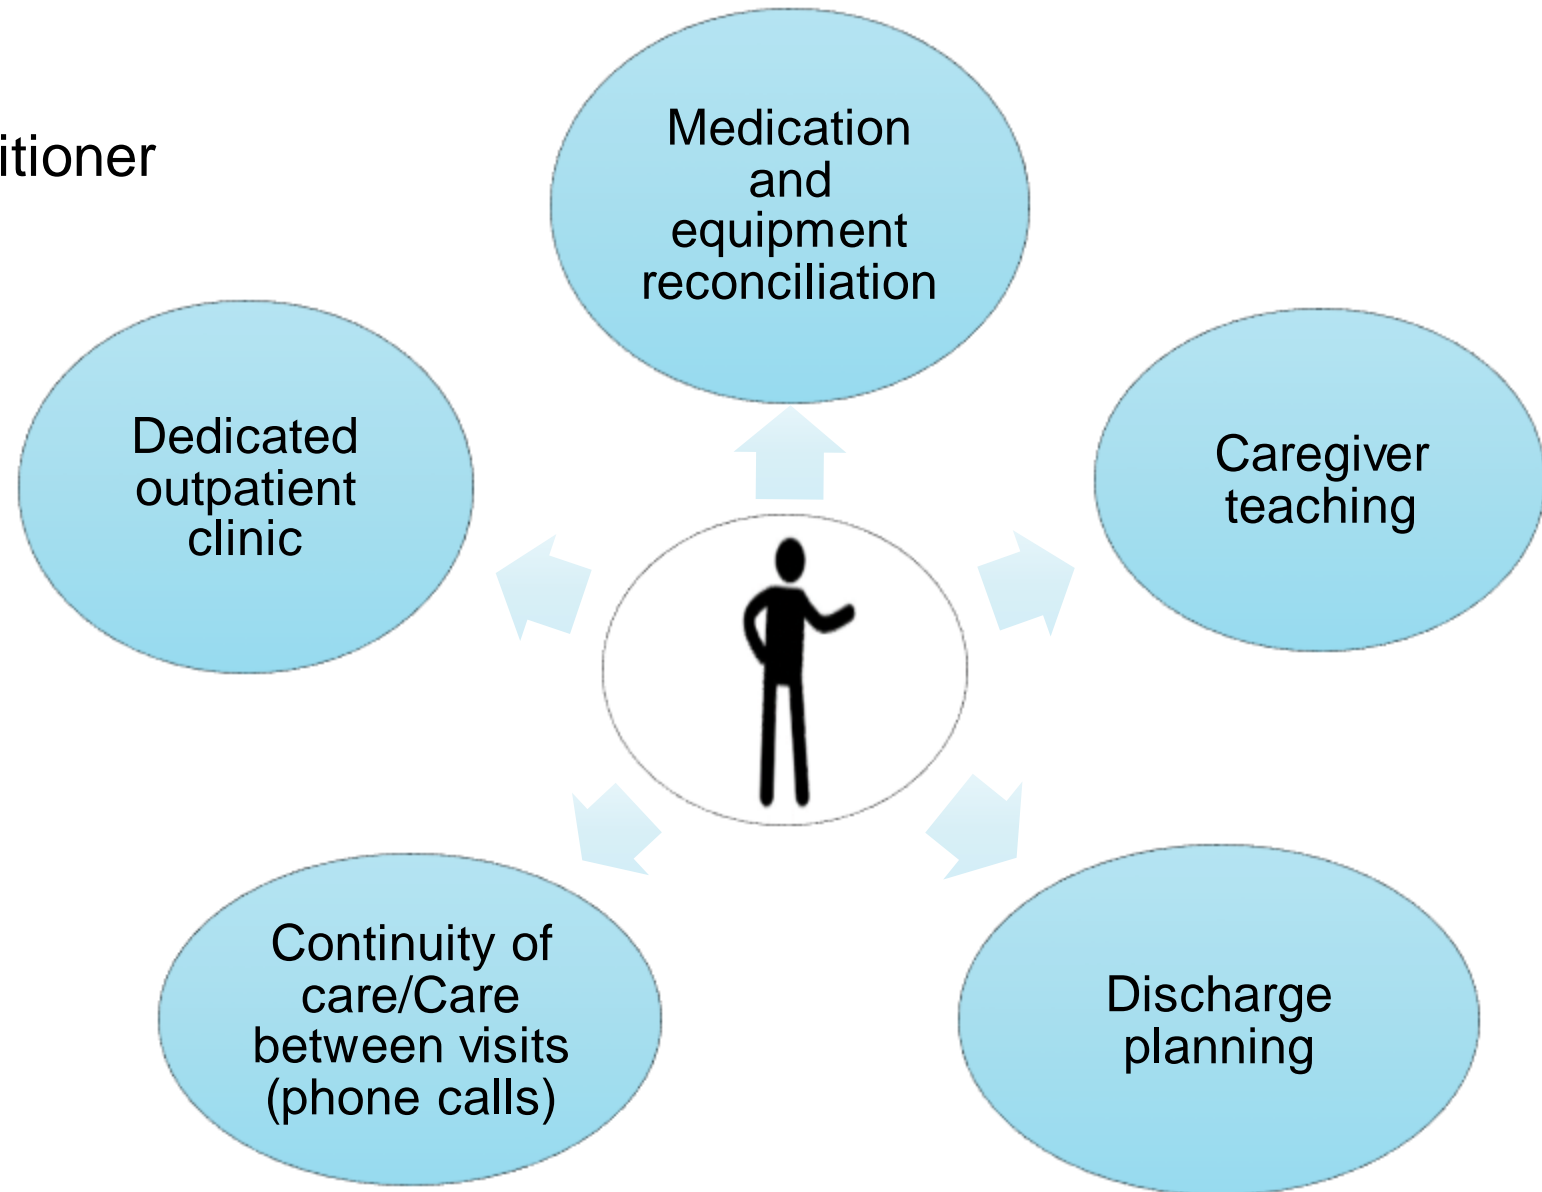 itioner
Medication
and
equipment
reconciliation
Dedicated
outpatient
clinic
Caregiver
teaching
Continuity of
care/Care
between visits
(phone calls)
Discharge
planning